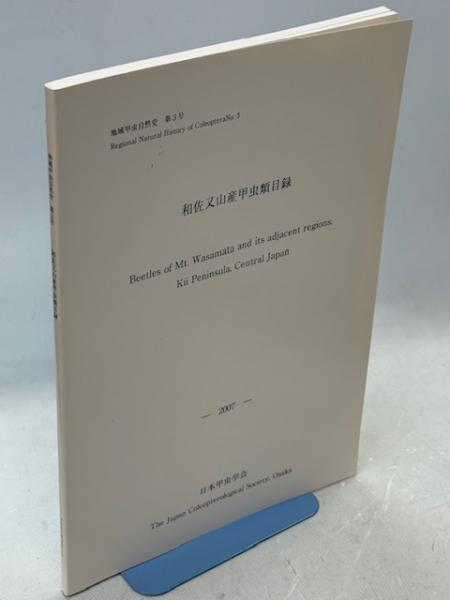 地域甲虫自然史 第3号
Regional Natural History of ColeopteraNo. 3
和佐又山産甲虫類目録
Beetles of Mt. Wasamata and its adjacent regions,
Kii Peninsula, Central Japan
— 2007 —
日本甲虫学会
The Japan Coleopterological Society, Osaka